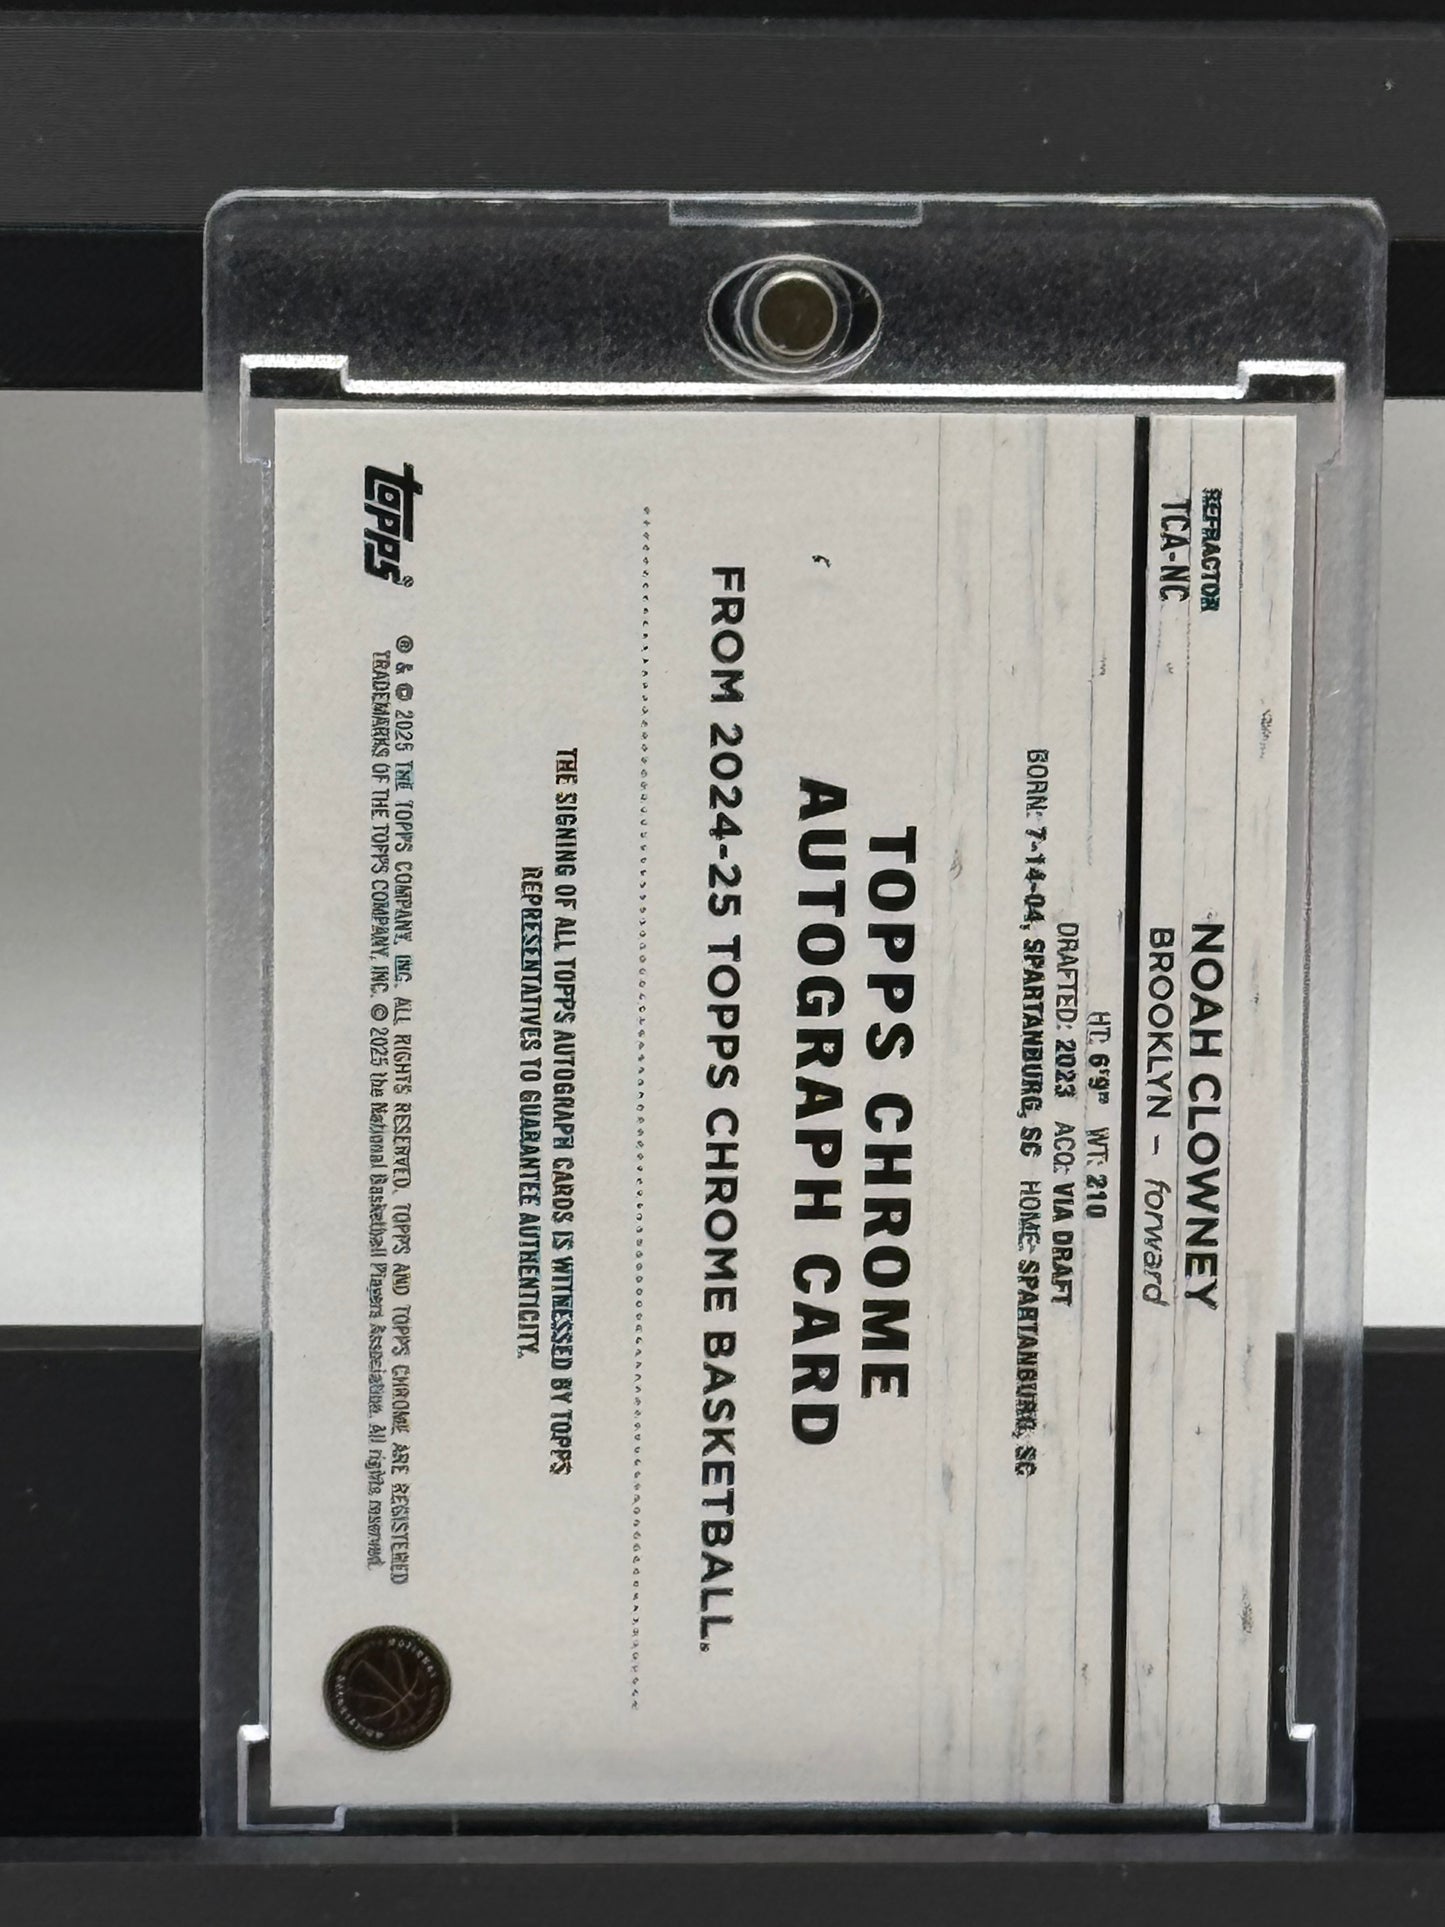 REFRACTOR
TCA-NC
NOAH CLOWNEY
BROOKLYN – forward
HT: 6'9" WT: 210
DRAFTED: 2023 ACQ: VIA DRAFT
BORN: 7-14-04, SPARTANBURG, SC HOME: SPARTANBURG, SC
TOPPS CHROME
AUTOGRAPH CARD
FROM 2024-25 TOPPS CHROME BASKETBALL.
THE SIGNING OF ALL TOPPS AUTOGRAPH CARDS IS WITNESSED BY TOPPS
REPRESENTATIVES TO GUARANTEE AUTHENTICITY.
topps®
® & © 2025 THE TOPPS COMPANY, INC. ALL RIGHTS RESERVED. TOPPS AND TOPPS CHROME ARE REGISTERED
TRADEMARKS OF THE TOPPS COMPANY, INC. © 2025 the National Basketball Players Association. All rights reserved.